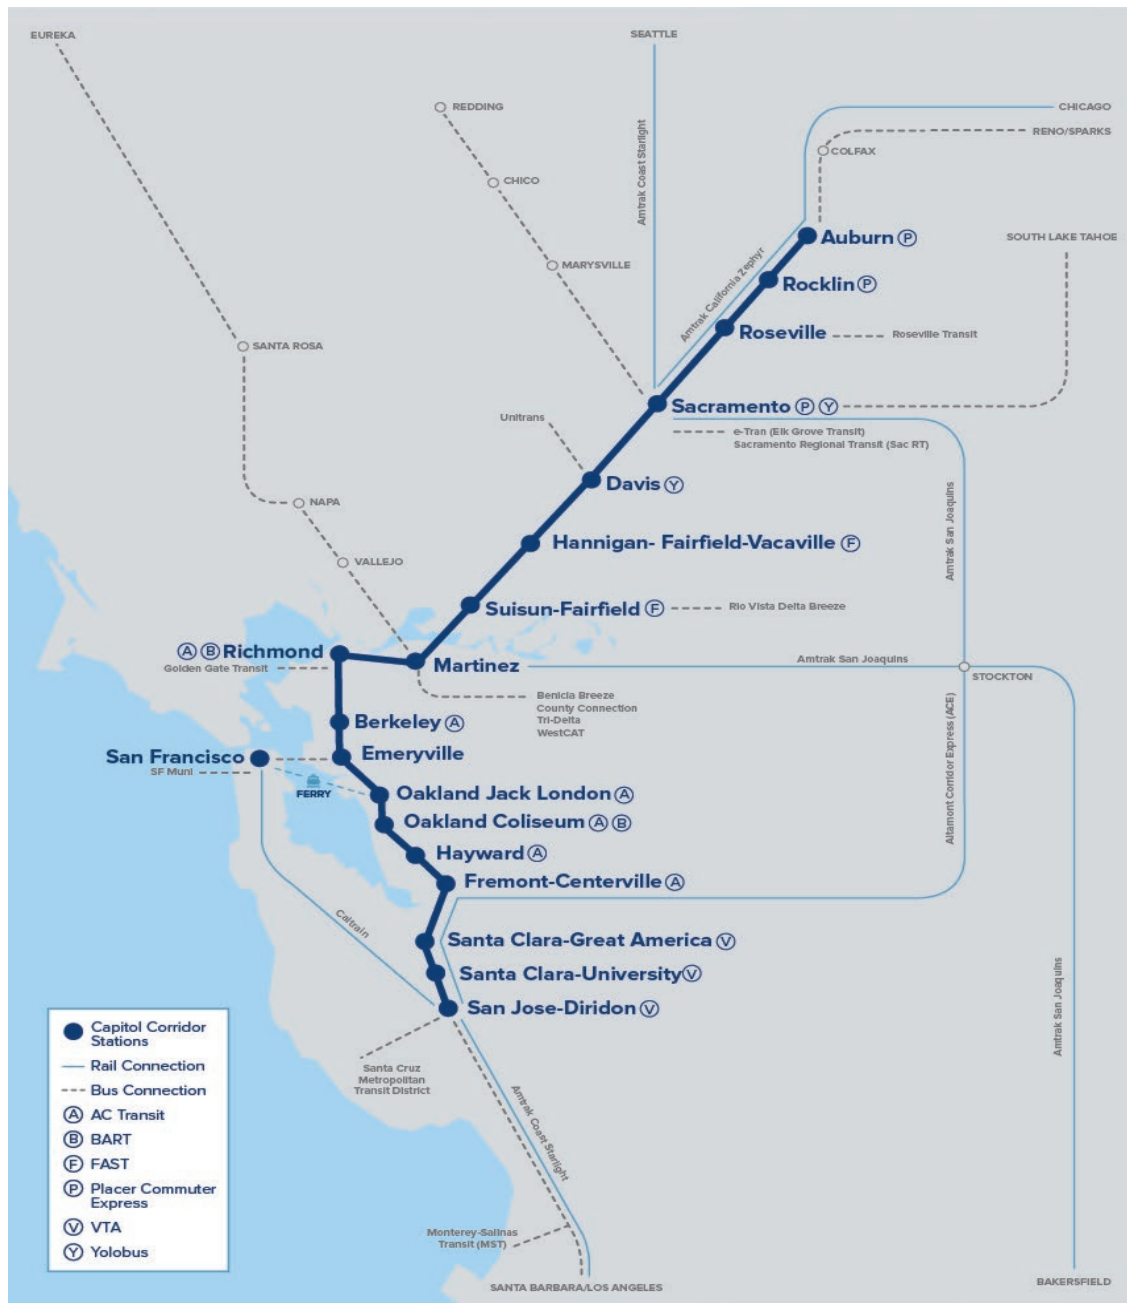 EUREKA
SEATTLE
REDDING
CHICAGO
RENO/SPARKS
COLFAX
Amtrak Coast Starlight
CHICO
Auburn P
SOUTH LAKE TAHOE
MARYSVILLE
Amtrak California Zephyr
Rocklin P
Roseville
Roseville Transit
SANTA ROSA
Sacramento P Y
Unitrans
e-Tran (Elk Grove Transit)
Sacramento Regional Transit (Sac RT)
Davis Y
Amtrak San Joaquins
NAPA
Hannigan- Fairfield-Vacaville F
VALLEJO
Suisun-Fairfield F
Rio Vista Delta Breeze
A B Richmond
Golden Gate Transit
Martinez
Amtrak San Joaquins
STOCKTON
Benicia Breeze
County Connection
Tri-Delta
WestCAT
Berkeley A
San Francisco
SF Muni
Emeryville
Altamont Corridor Express (ACE)
FERRY
Oakland Jack London A
Oakland Coliseum A B
Hayward A
Fremont-Centerville A
Caltrain
Santa Clara-Great America V
Santa Clara-University V
San Jose-Diridon V
Amtrak San Joaquins
Santa Cruz
Metropolitan
Transit District
Amtrak Coast Starlight
Monterey-Salinas
Transit (MST)
SANTA BARBARA/LOS ANGELES
BAKERSFIELD
Capitol Corridor
Stations
Rail Connection
Bus Connection
A AC Transit
B BART
F FAST
P Placer Commuter
Express
V VTA
Y Yolobus